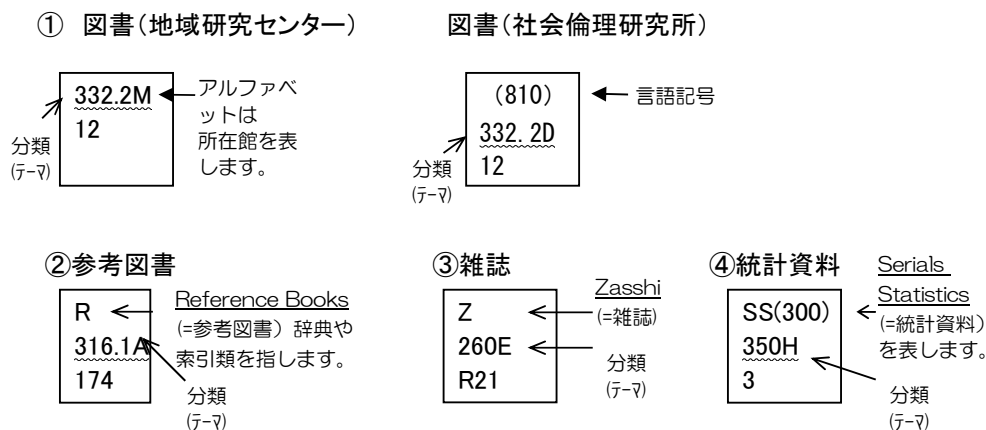 ① 図書（地域研究センター）
332.2M
12
アルファベ
ットは
所在館を表
します。
分類
(ﾃｰﾏ)
図書（社会倫理研究所）
(810)
332.2D
12
言語記号
分類
(ﾃｰﾏ)
②参考図書
R
316.1A
174
Reference Books
(=参考図書）辞典や
索引類を指します。
分類
(ﾃｰﾏ)
③雑誌
Z
260E
R21
Zasshi
(=雑誌)
分類
(ﾃｰﾏ)
④統計資料
SS(300)
350H
3
Serials
Statistics
(=統計資料）
を表します。
分類
(ﾃｰﾏ)